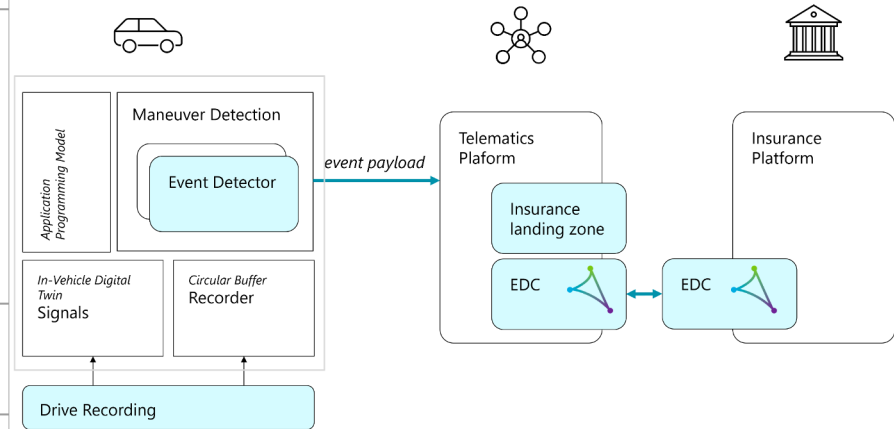 Application
Programming Model
Maneuver Detection
Event Detector
event payload
In-Vehicle Digital
Twin
Signals
Circular Buffer
Recorder
Drive Recording
Telematics
Plaform
Insurance
landing zone
EDC
Insurance
Platform
EDC